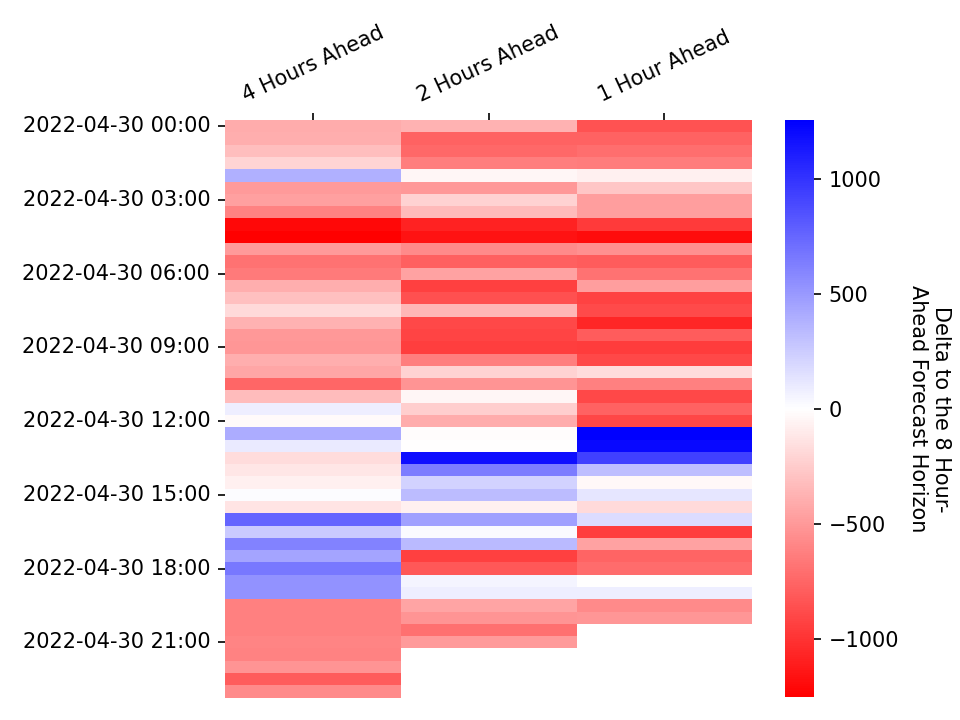 4 Hours Ahead
2 Hours Ahead
1 Hour Ahead
2022-04-30 00:00
2022-04-30 03:00
2022-04-30 06:00
2022-04-30 09:00
2022-04-30 12:00
2022-04-30 15:00
2022-04-30 18:00
2022-04-30 21:00
1000
500
0
−500
−1000
Delta to the 8 Hour-
Ahead Forecast Horizon